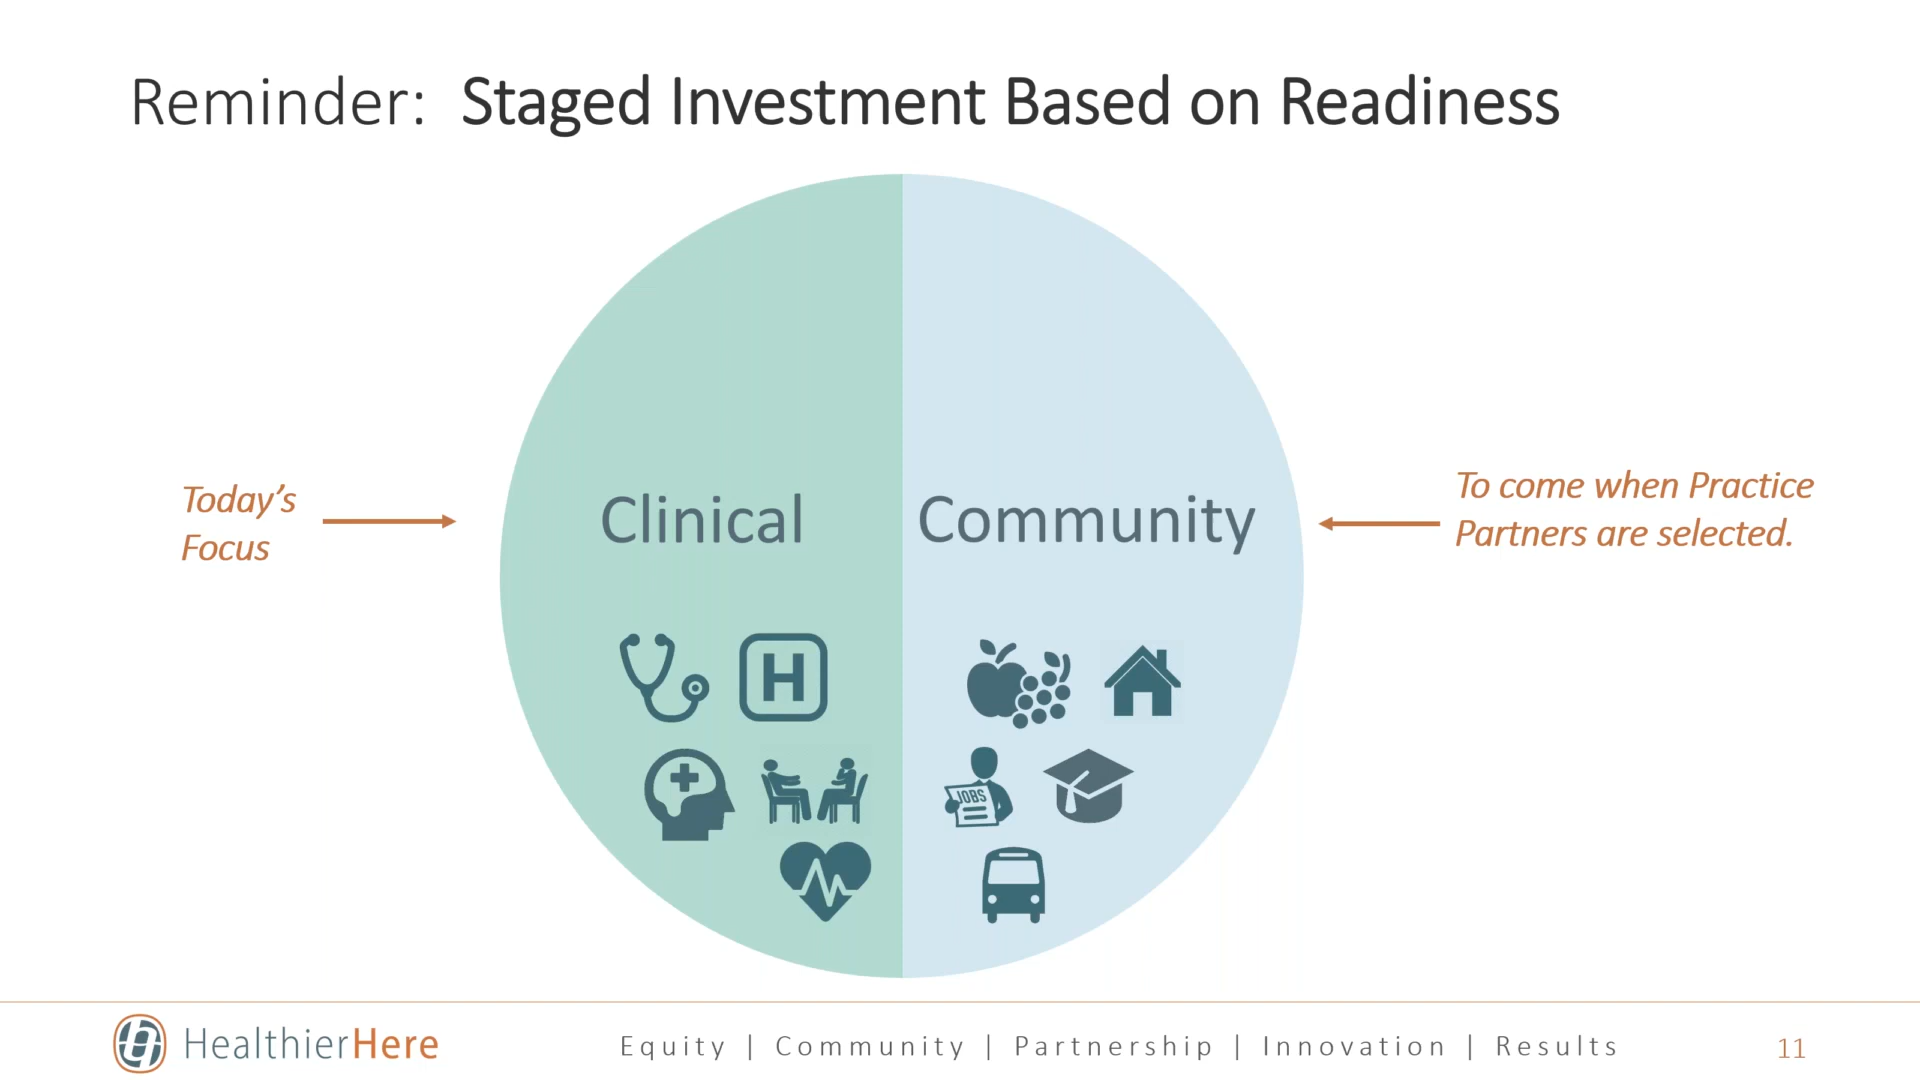 Reminder: Staged Investment Based on Readiness
Today's
Focus
Clinical
Community
To come when Practice
Partners are selected.
H
JOBS
HealthierHere
Equity | Community | Partnership | Innovation | Results
11